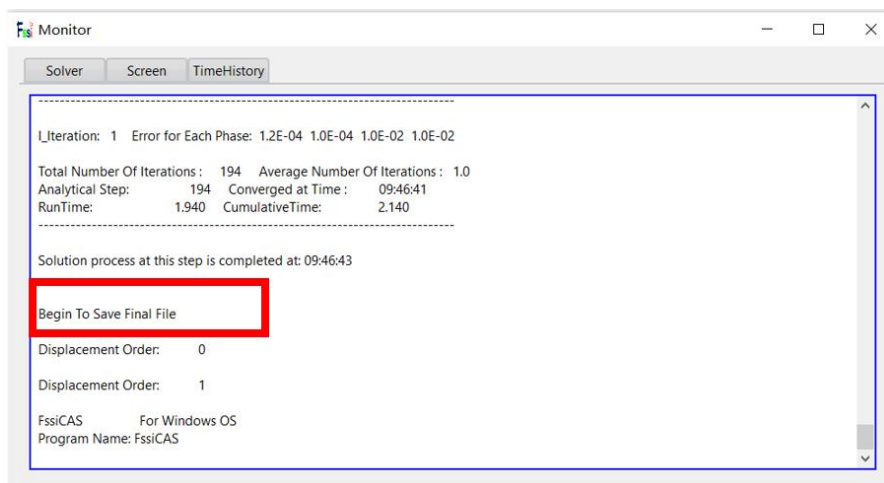 Fssi Monitor
Solver Screen TimeHistory
I_Iteration: 1 Error for Each Phase: 1.2E-04 1.0E-04 1.0E-02 1.0E-02
Total Number Of Iterations : 194 Average Number Of Iterations : 1.0
Analytical Step: 194 Converged at Time : 09:46:41
RunTime: 1.940 CumulativeTime: 2.140
Solution process at this step is completed at: 09:46:43
Begin To Save Final File
Displacement Order: 0
Displacement Order: 1
FssiCAS For Windows OS
Program Name: FssiCAS